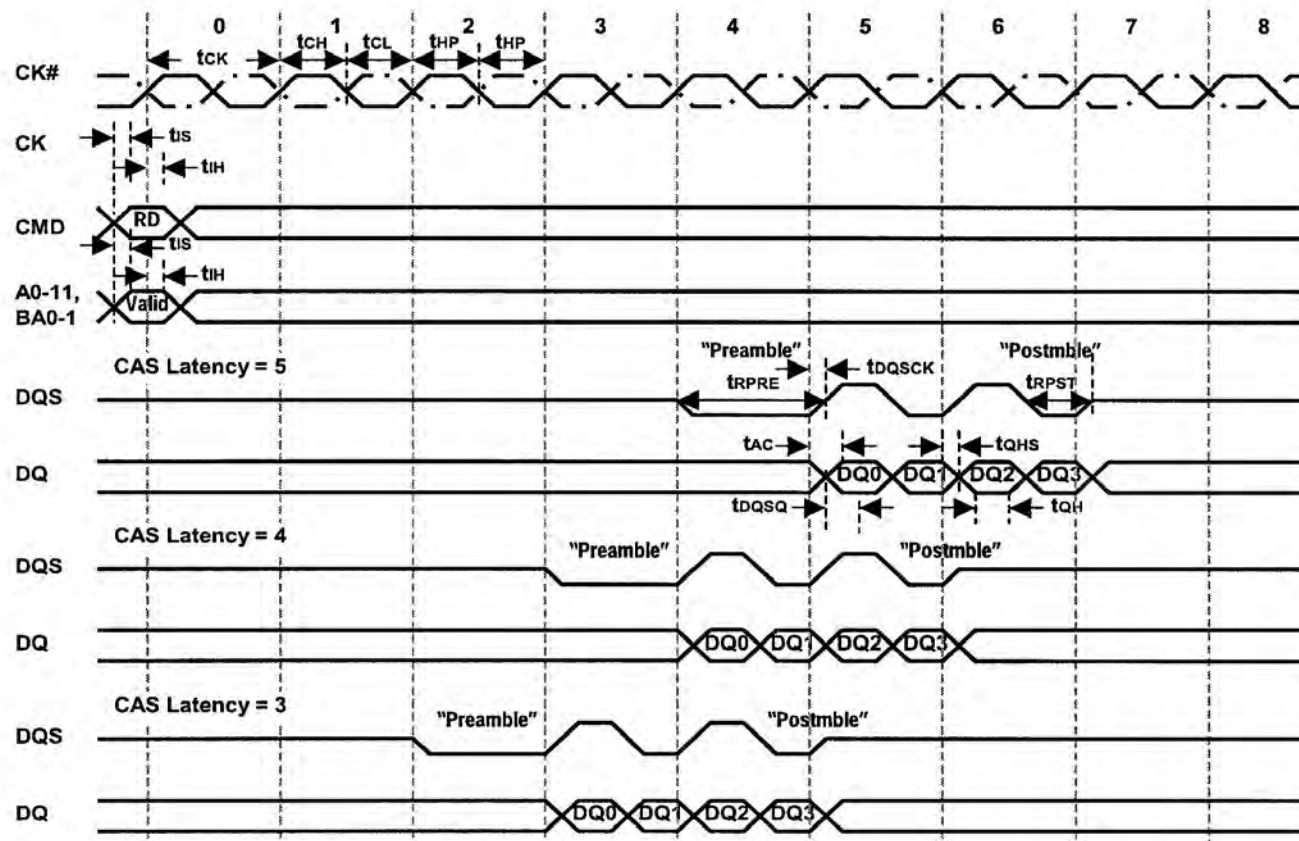 0 1 2 3 4 5 6 7 8
tCK tCH tCL tHP tHP
CK#
CK
tIS
tIH
CMD
RD
tIS
tIH
A0-11,
BA0-1
Valid
CAS Latency = 5
"Preamble" "Postmble"
tDQSCK
DQS
tRPRE tRPST
tAC tQHS
DQ
DQ0 DQ1 DQ2 DQ3
tDQSQ tQH
CAS Latency = 4
DQS
"Preamble" "Postmble"
DQ
DQ0 DQ1 DQ2 DQ3
CAS Latency = 3
DQS
"Preamble" "Postmble"
DQ
DQ0 DQ1 DQ2 DQ3